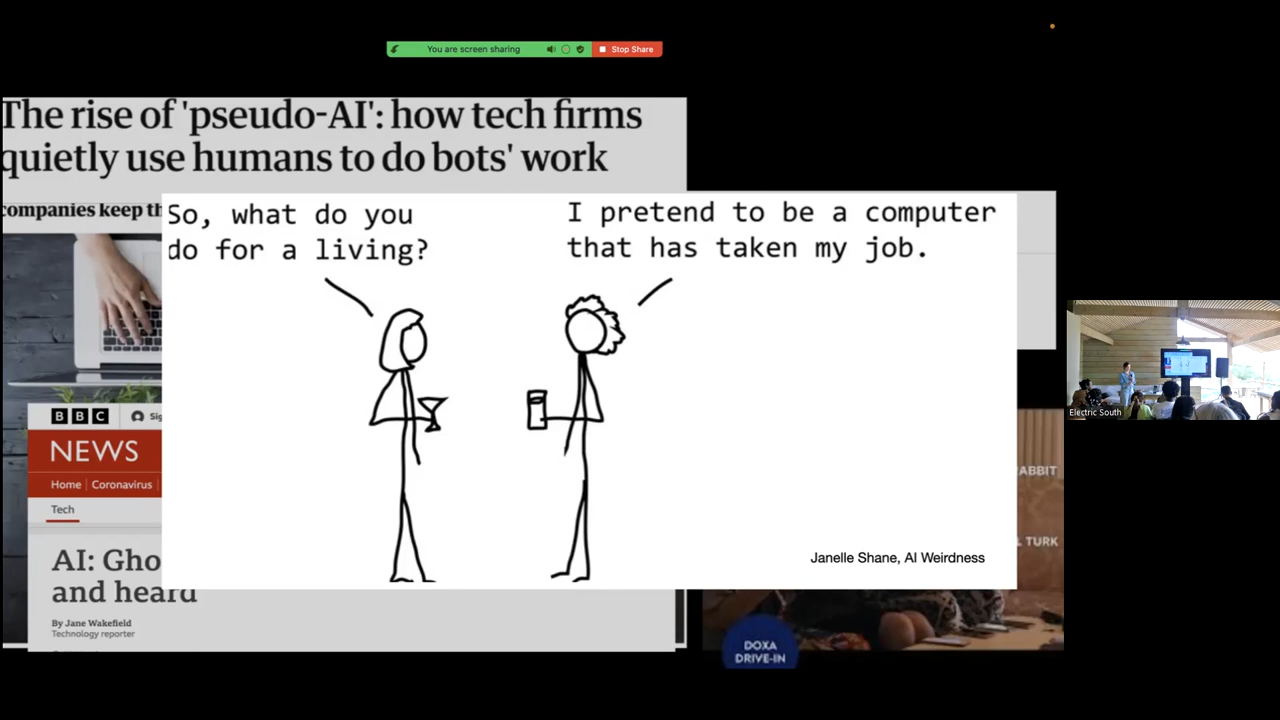 You are screen sharing
Stop Share
The rise of 'pseudo-AI': how tech firms
quietly use humans to do bots' work
companies keep th
So, what do you
do for a living?
I pretend to be a computer
that has taken my job.
Janelle Shane, AI Weirdness
BBC
NEWS
Home
Coronavirus
Tech
AI: Gho
and heard
By Jane Wakefield
Technology reporter
RABBIT
L TURK
DOXA
DRIVE-IN
Electric South